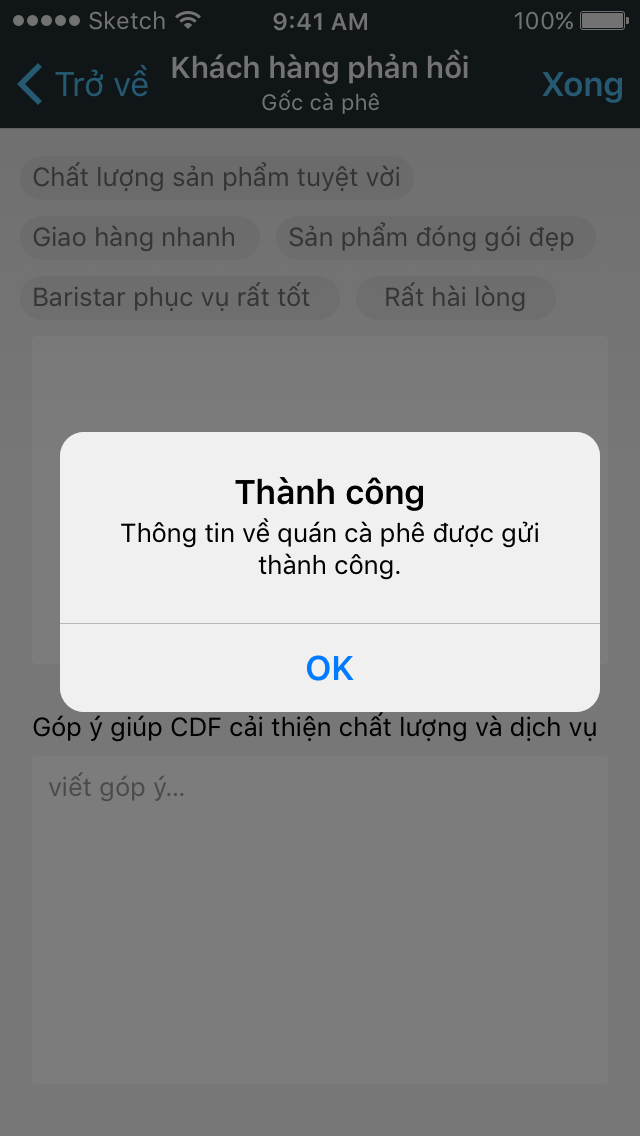 Sketch 9:41 AM 100%
Trở về Khách hàng phản hồi Xong
Gốc cà phê
Chất lượng sản phẩm tuyệt vời
Giao hàng nhanh Sản phẩm đóng gói đẹp
Baristar phục vụ rất tốt Rất hài lòng
Thành công
Thông tin về quán cà phê được gửi
thành công.
OK
Góp ý giúp CDF cải thiện chất lượng và dịch vụ
viết góp ý...